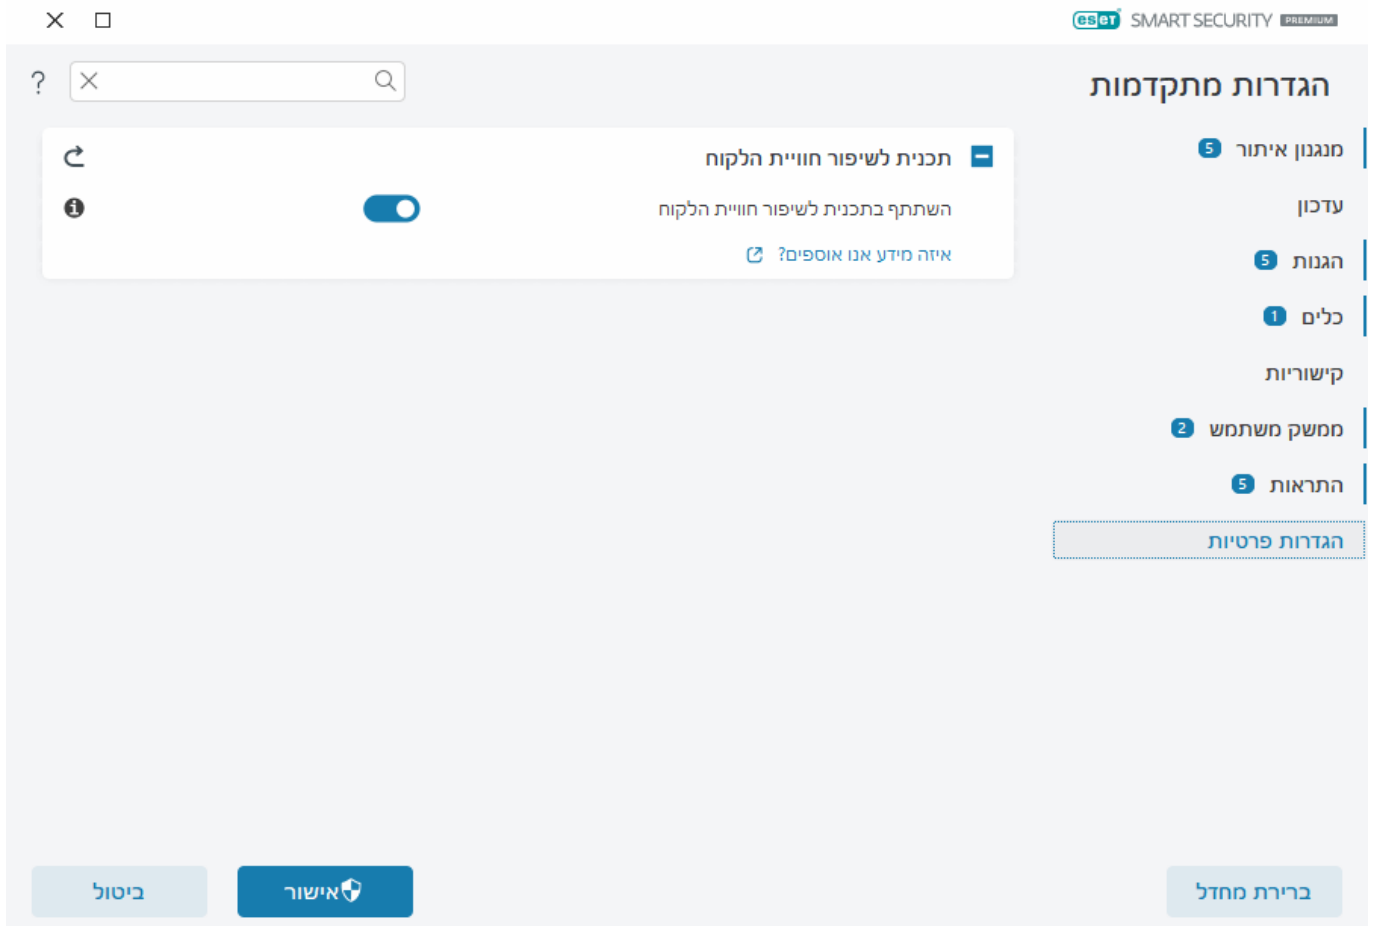 eset SMART SECURITY PREMIUM
הגדרות מתקדמות
?
מנגנון איתור 5
עדכון
הגנות 5
כלים 1
קישוריות
ממשק משתמש 2
התראות 5
הגדרות פרטיות
תכנית לשיפור חוויית הלקוח
השתתף בתכנית לשיפור חוויית הלקוח
איזה מידע אנו אוספים?
ברירת מחדל
אישור
ביטול